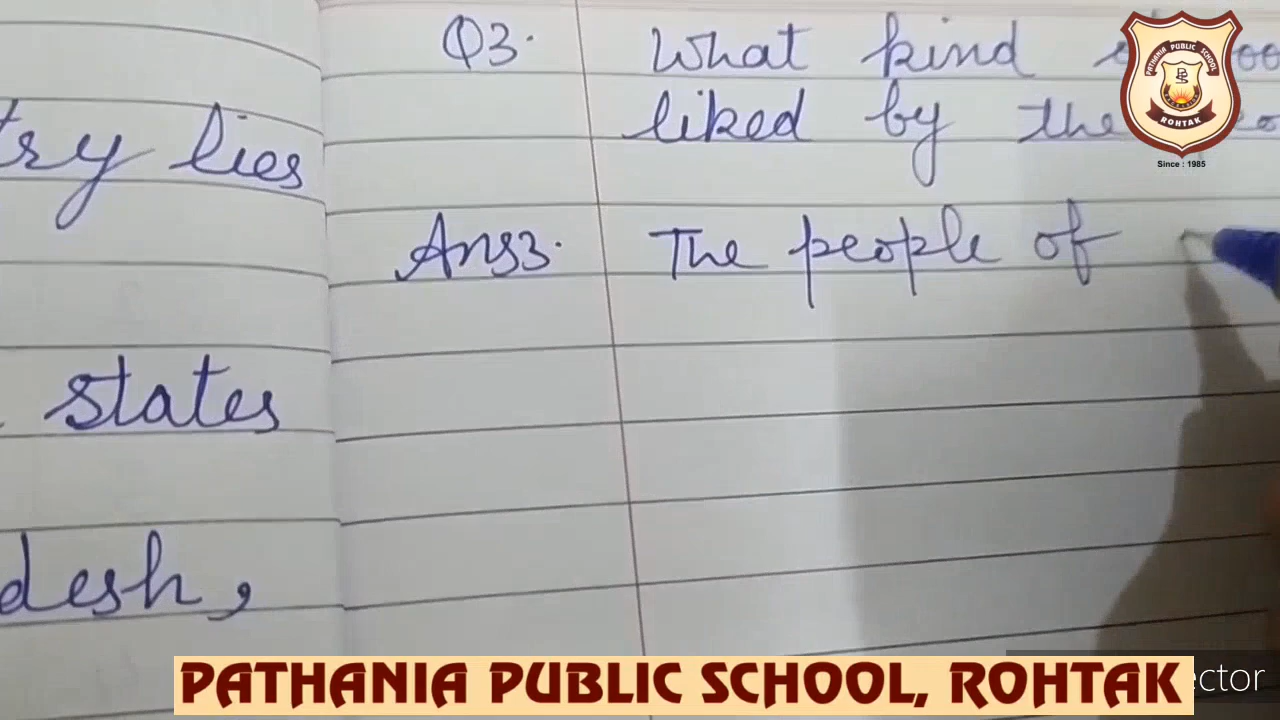 try lies
states
desh,
Q3. What kind
liked by the
Ans3. The people of
PATHANIA PUBLIC SCHOOL
PS
ROHTAK
Since : 1985
PATHANIA PUBLIC SCHOOL, ROHTAK
ector